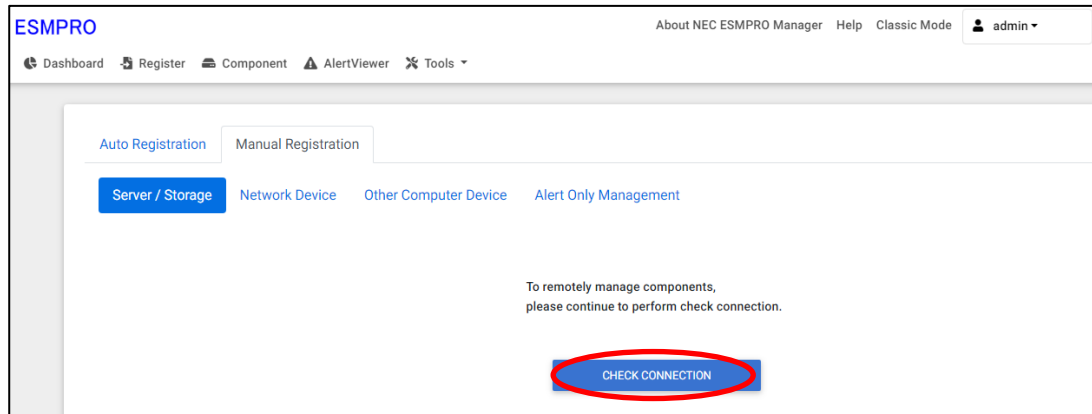 ESMPRO
About NEC ESMPRO Manager Help Classic Mode admin
Dashboard Register Component AlertViewer Tools
Auto Registration Manual Registration
Server / Storage Network Device Other Computer Device Alert Only Management
To remotely manage components,
please continue to perform check connection.
CHECK CONNECTION